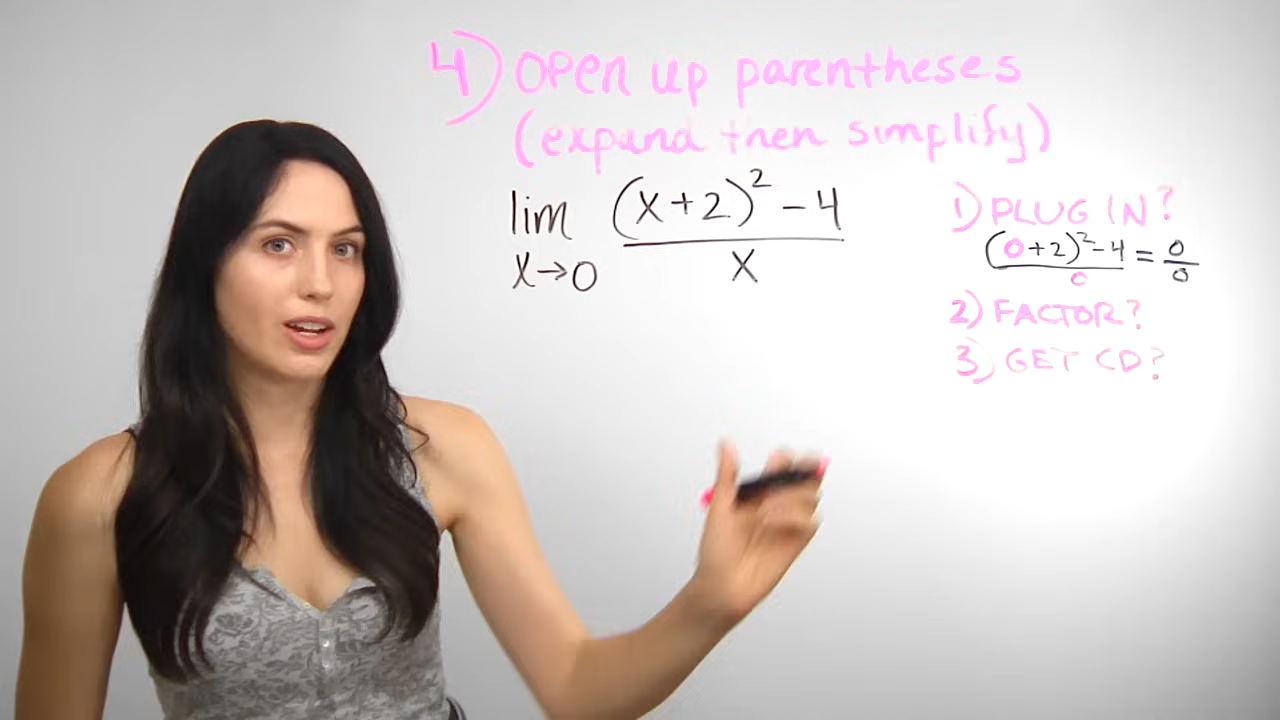 4) Open up parentheses
(expand then simplify)
lim x→0 (x+2)² - 4 / x
1) PLUG IN?
(0+2)² - 4 / 0 = 0/0
2) FACTOR?
3) GET CD?